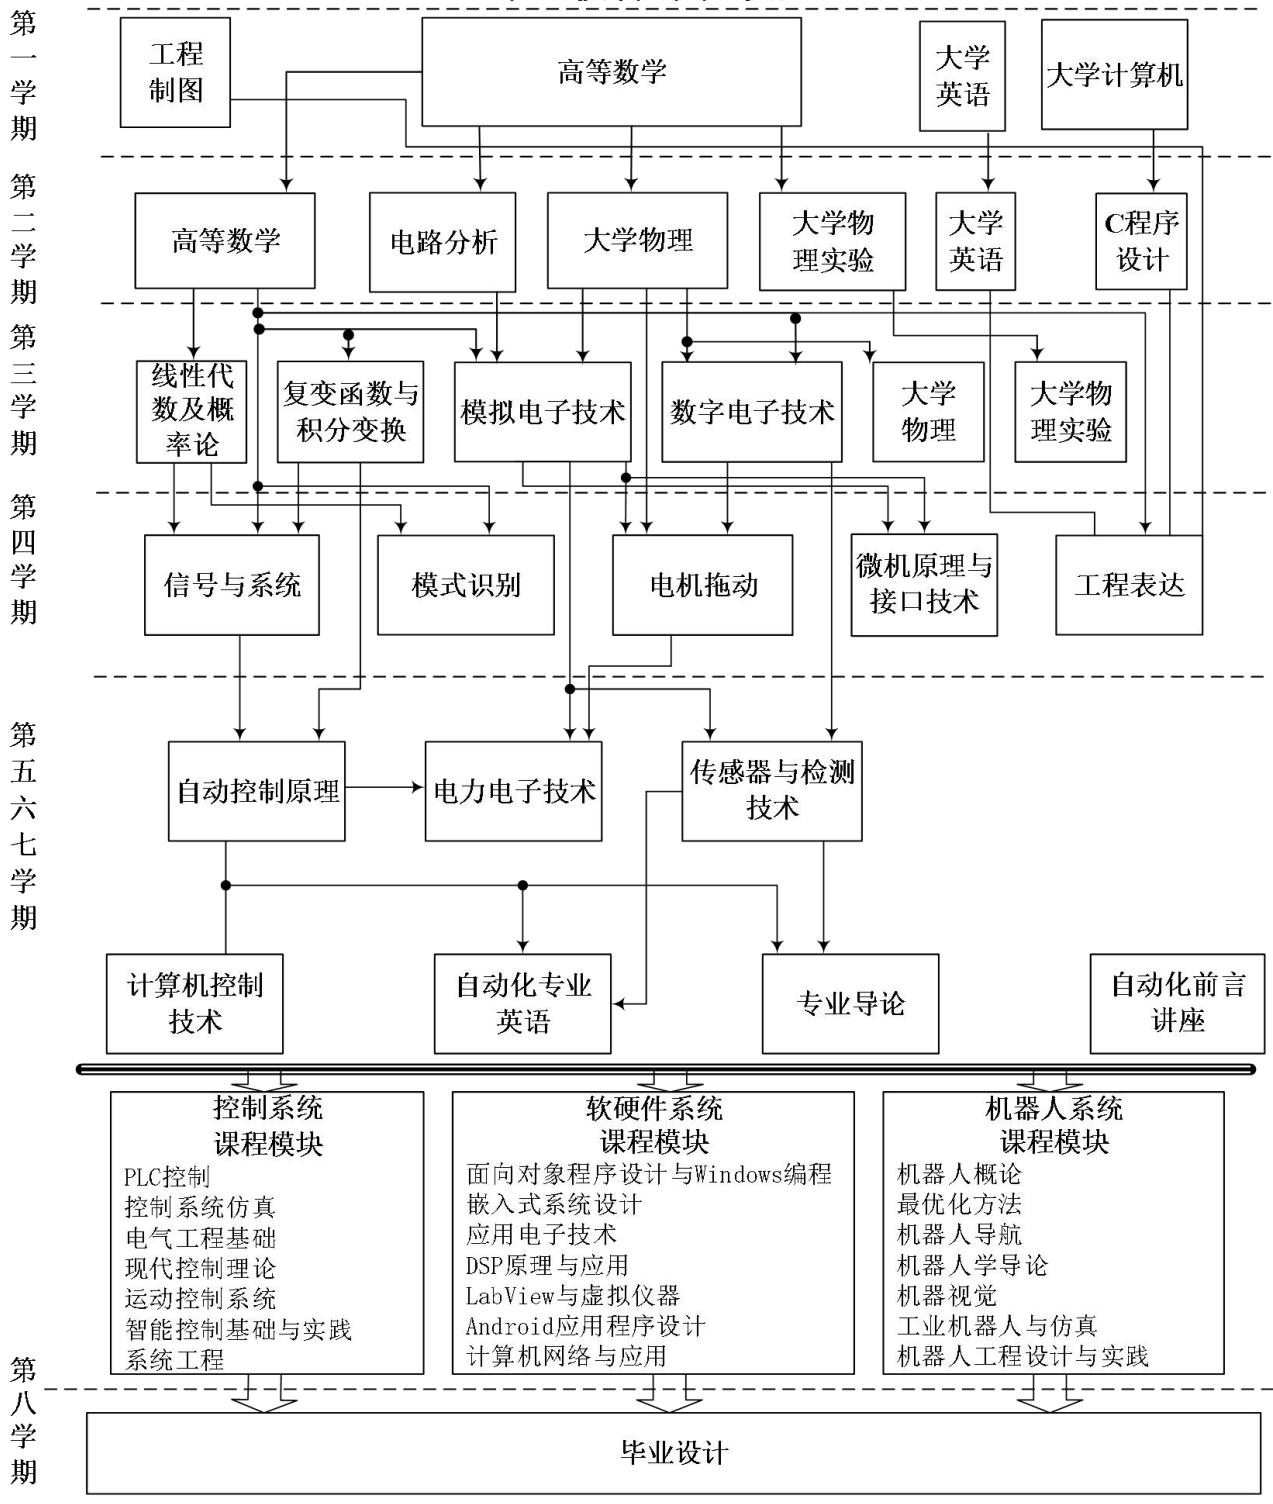 第一学期
工程
制图
高等数学
大学
英语
大学计算机
第二学期
高等数学
电路分析
大学物理
大学物
理实验
大学
英语
C程序
设计
第三学期
线性代
数及概
率论
复变函数与
积分变换
模拟电子技术
数字电子技术
大学
物理
大学物
理实验
第四学期
信号与系统
模式识别
电机拖动
微机原理与
接口技术
工程表达
第五六七学期
自动控制原理
电力电子技术
传感器与检测
技术
计算机控制
技术
自动化专业
英语
专业导论
自动化前言
讲座
控制系统
课程模块
PLC控制
控制系统仿真
电气工程基础
现代控制理论
运动控制系统
智能控制基础与实践
系统工程
软硬件系统
课程模块
面向对象程序设计与Windows编程
嵌入式系统设计
应用电子技术
DSP原理与应用
LabView与虚拟仪器
Android应用程序设计
计算机网络与应用
机器人系统
课程模块
机器人概论
最优化方法
机器人导航
机器人学导论
机器视觉
工业机器人与仿真
机器人工程设计与实践
第八学期
毕业设计